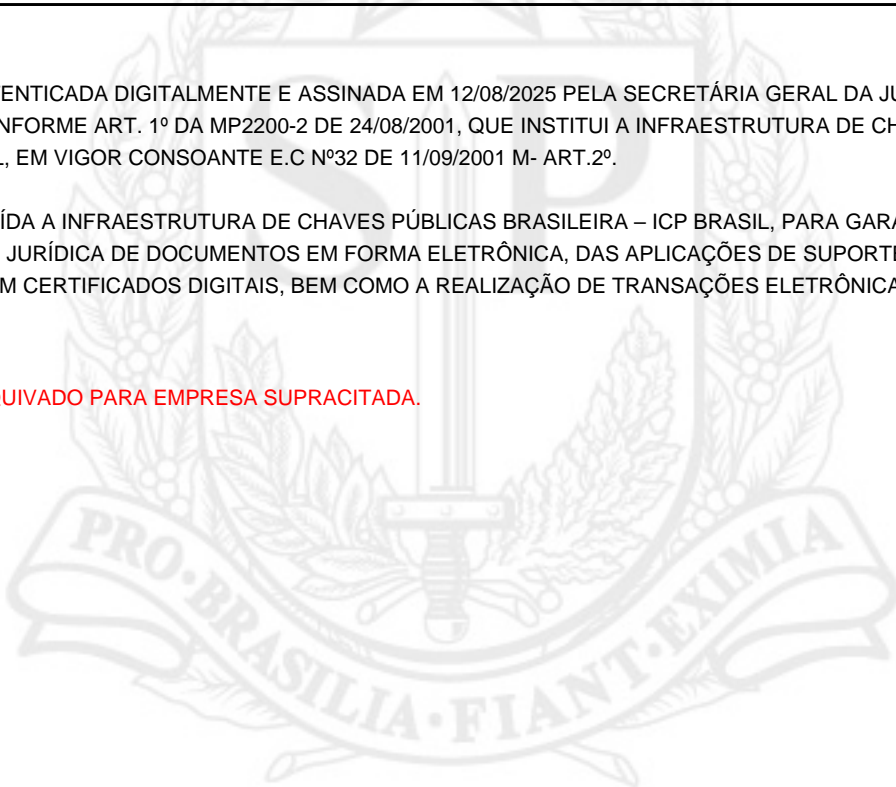 ENTICADA DIGITALMENTE E ASSINADA EM 12/08/2025 PELA SECRETÁRIA GERAL DA JU
NFORME ART. 1º DA MP2200-2 DE 24/08/2001, QUE INSTITUI A INFRAESTRUTURA DE CH
L, EM VIGOR CONSOANTE E.C Nº32 DE 11/09/2001 M- ART.2º.
ÍDA A INFRAESTRUTURA DE CHAVES PÚBLICAS BRASILEIRA – ICP BRASIL, PARA GARA
JURÍDICA DE DOCUMENTOS EM FORMA ELETRÔNICA, DAS APLICAÇÕES DE SUPORTE
M CERTIFICADOS DIGITAIS, BEM COMO A REALIZAÇÃO DE TRANSAÇÕES ELETRÔNICA
UIVADO PARA EMPRESA SUPRACITADA.
SP
PRO·BRASILIA·FIANT·EXIMIA